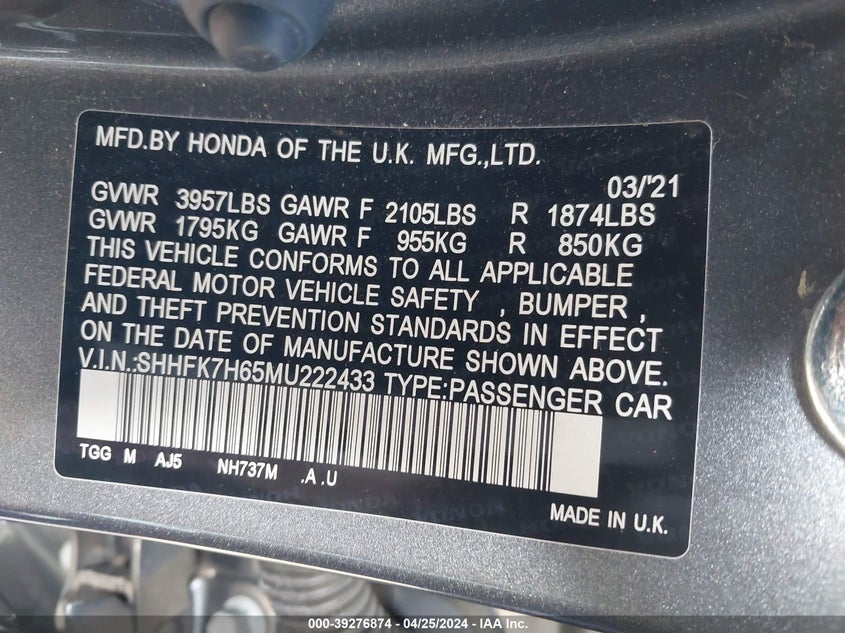 MFD.BY HONDA OF THE U.K. MFG.,LTD.
03/'21
GVWR 3957LBS GAWR F 2105LBS R 1874LBS
GVWR 1795KG GAWR F 955KG R 850KG
THIS VEHICLE CONFORMS TO ALL APPLICABLE
FEDERAL MOTOR VEHICLE SAFETY , BUMPER ,
AND THEFT PREVENTION STANDARDS IN EFFECT
ON THE DATE OF MANUFACTURE SHOWN ABOVE.
V.I.N.:SHHFK7H65MU222433 TYPE:PASSENGER CAR
TGG M AJ5 NH737M .A .U
MADE IN U.K.
000-39276874 - 04/25/2024 - IAA Inc.